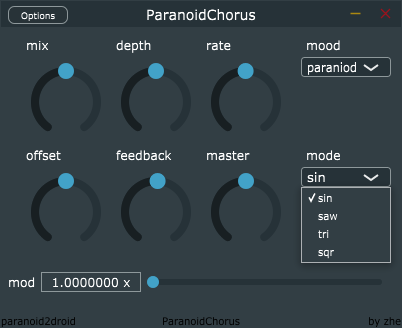 Options
ParanoidChorus
mix depth rate mood
paraniod
offset feedback master mode
sin
✓ sin
saw
tri
sqr
mod 1.0000000 x
paranoid2droid ParanoidChorus by zhe